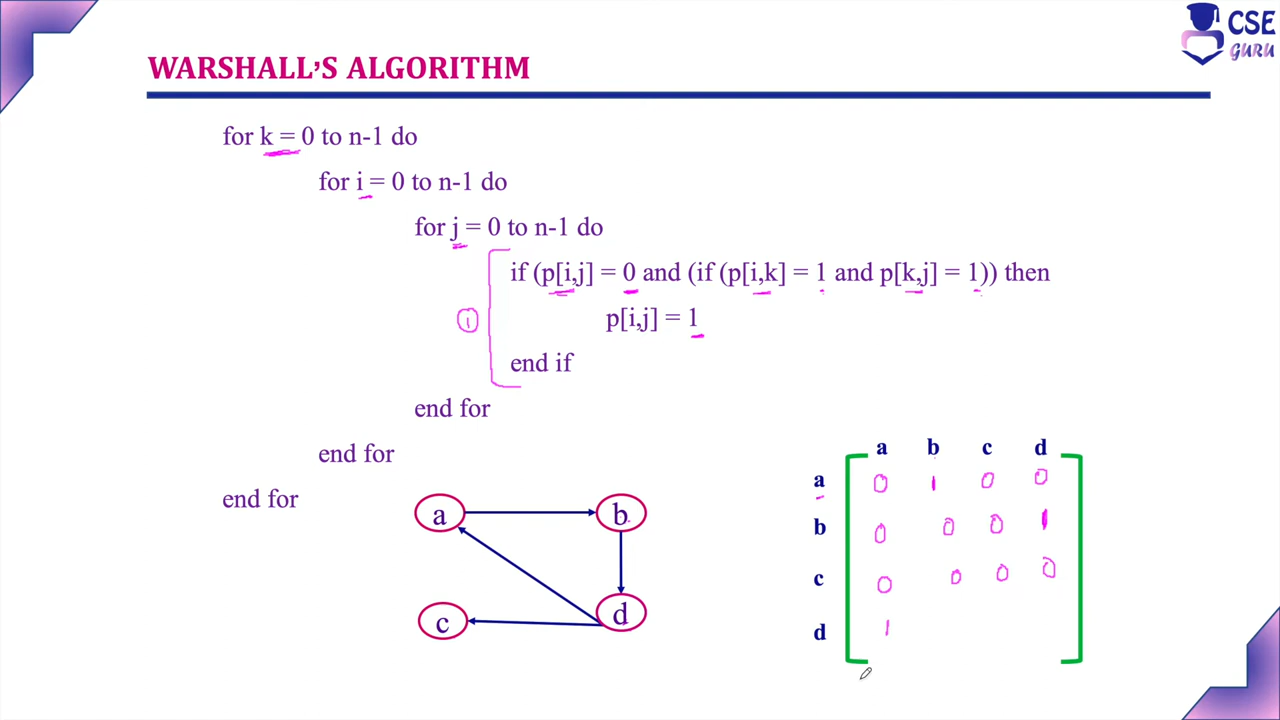 CSE
GURU
WARSHALL'S ALGORITHM
for k = 0 to n-1 do
for i = 0 to n-1 do
for j = 0 to n-1 do
if (p[i,j] = 0 and (if (p[i,k] = 1 and p[k,j] = 1)) then
1
p[i,j] = 1
end if
end for
end for
end for
a b
c d
a b c d
a 0 1 0 0
b 0 0 0 1
c 0 0 0 0
d 1